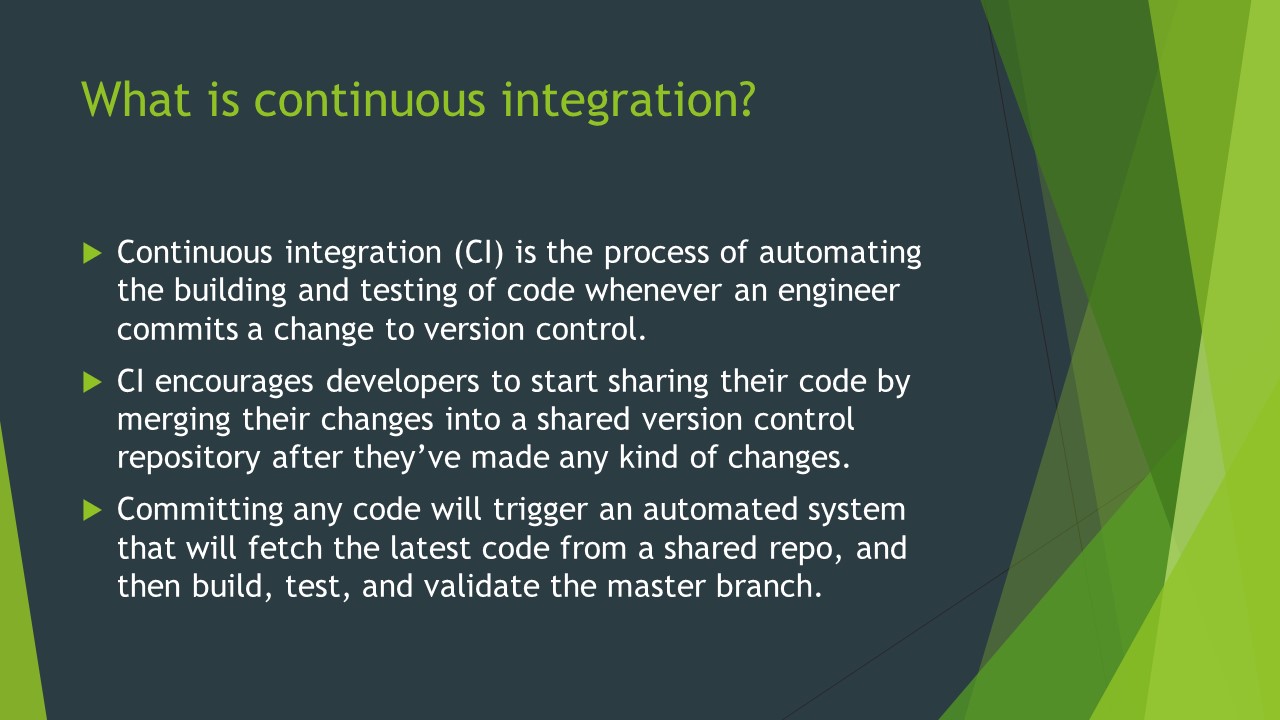 What is continuous integration?
Continuous integration (CI) is the process of automating
the building and testing of code whenever an engineer
commits a change to version control.
CI encourages developers to start sharing their code by
merging their changes into a shared version control
repository after they’ve made any kind of changes.
Committing any code will trigger an automated system
that will fetch the latest code from a shared repo, and
then build, test, and validate the master branch.